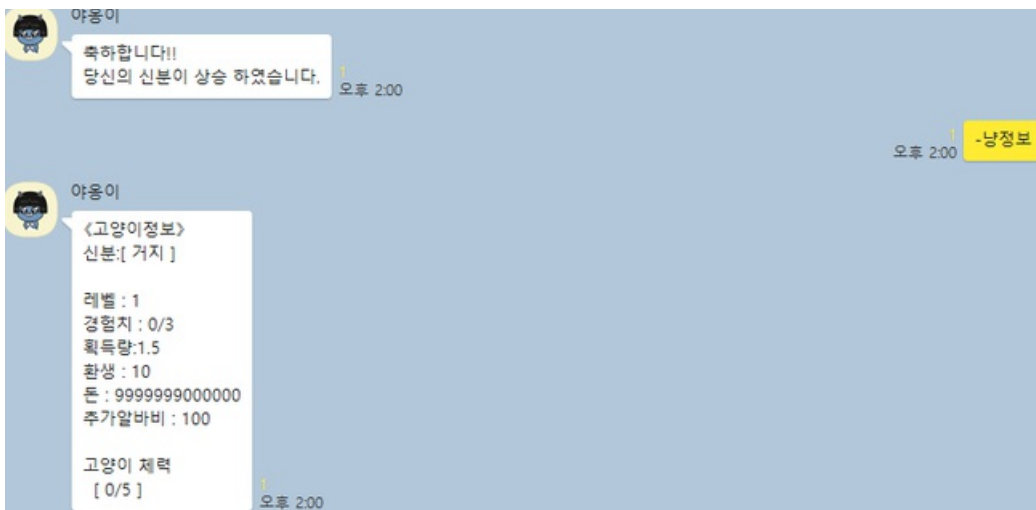 야옹이
축하합니다!!
당신의 신분이 상승 하였습니다.
1
오후 2:00
-냥정보
1
오후 2:00
야옹이
《고양이정보》
신분:[ 거지 ]
레벨 : 1
경험치 : 0/3
획득량:1.5
환생 : 10
돈 : 9999999000000
추가알바비 : 100
고양이 체력
[ 0/5 ]
1
오후 2:00